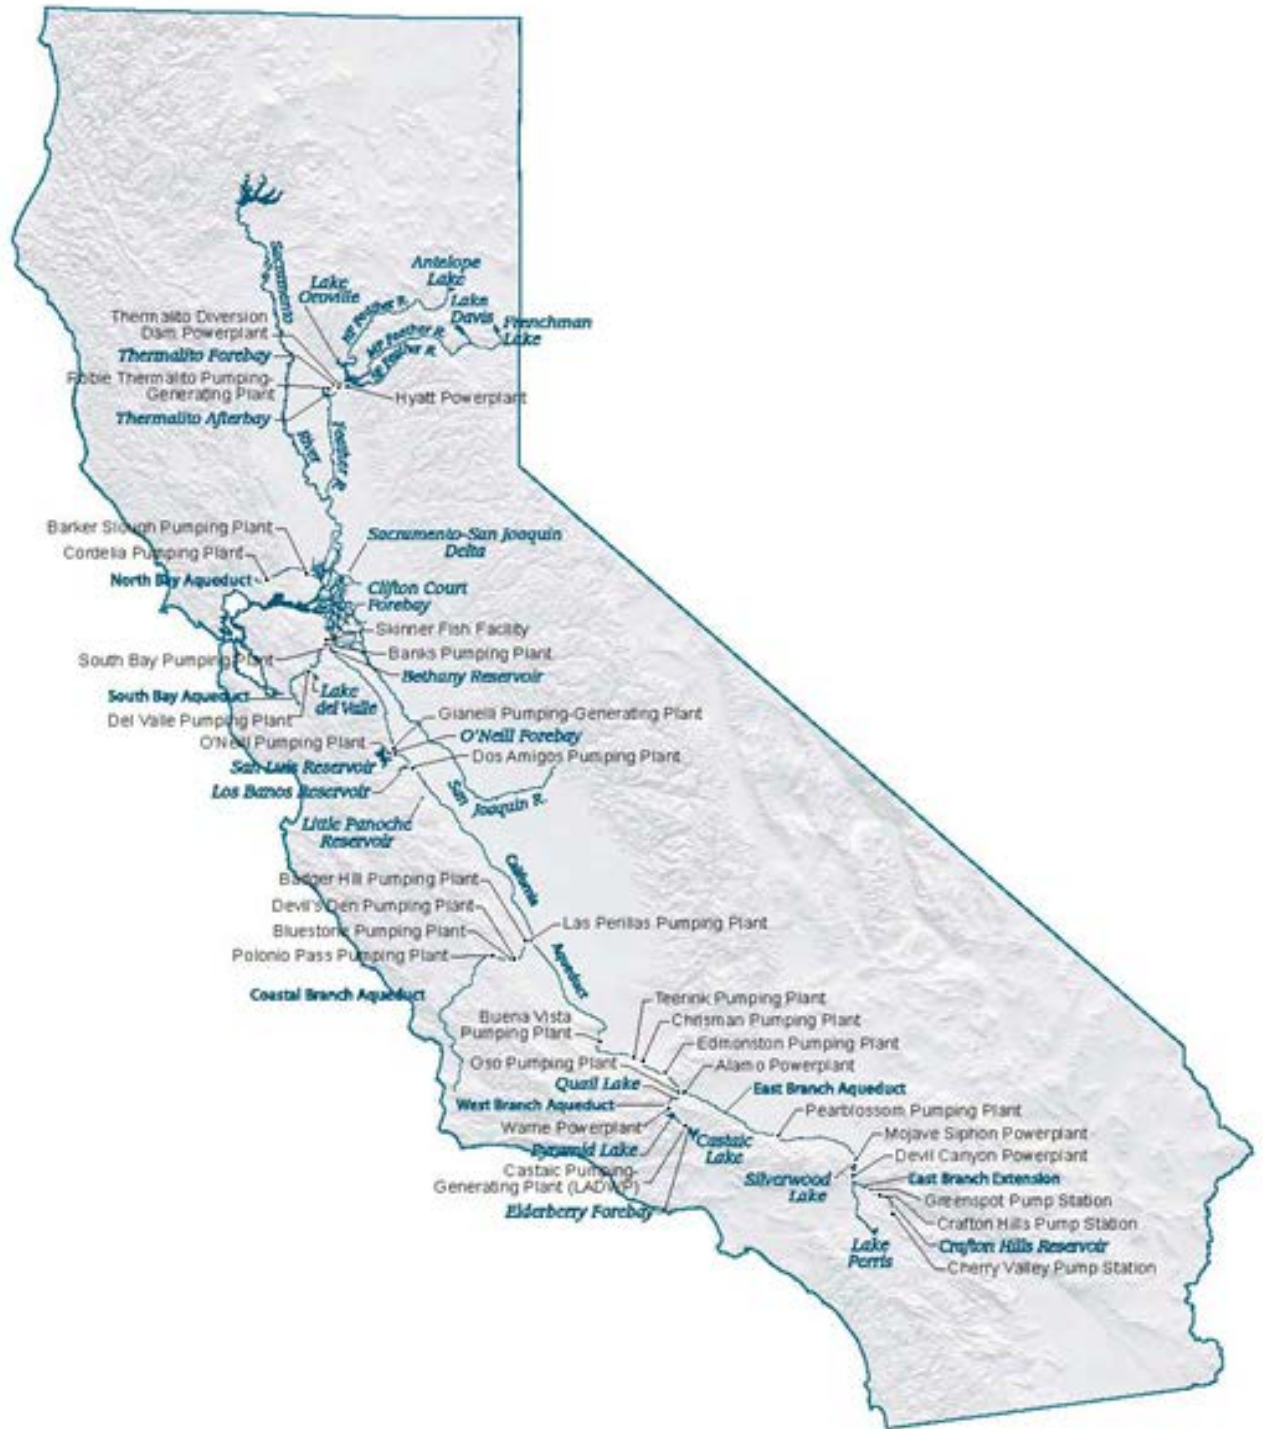 Sacramento
River
Lake
Oroville
Antelope
Lake
Lake
Davis
Frenchman
Lake
NF Feather R.
MF Feather R.
SF Feather R.
Thermalito Diversion
Dam Powerplant
Thermalito Forebay
Robie Thermalito Pumping-
Generating Plant
Thermalito Afterbay
Hyatt Powerplant
Feather R.
Barker Slough Pumping Plant
Cordelia Pumping Plant
North Bay Aqueduct
Sacramento-San Joaquin
Delta
Clifton Court
Forebay
Skinner Fish Facility
Banks Pumping Plant
Bethany Reservoir
South Bay Pumping Plant
South Bay Aqueduct
Lake
del Valle
Del Valle Pumping Plant
Gianelli Pumping-Generating Plant
O'Neill Forebay
O'Neill Pumping Plant
Dos Amigos Pumping Plant
San Luis Reservoir
Los Banos Reservoir
San
Joaquin R.
Little Panoche
Reservoir
California
Aqueduct
Badger Hill Pumping Plant
Devil's Den Pumping Plant
Bluestone Pumping Plant
Polonio Pass Pumping Plant
Las Perillas Pumping Plant
Coastal Branch Aqueduct
Buena Vista
Pumping Plant
Teerink Pumping Plant
Chrisman Pumping Plant
Edmonston Pumping Plant
Oso Pumping Plant
Alamo Powerplant
Quail Lake
East Branch Aqueduct
West Branch Aqueduct
Pearblossom Pumping Plant
Warne Powerplant
Pyramid Lake
Castaic
Lake
Mojave Siphon Powerplant
Devil Canyon Powerplant
Castaic Pumping-
Generating Plant (LADWP)
Silverwood
Lake
East Branch Extension
Greenspot Pump Station
Elderberry Forebay
Crafton Hills Pump Station
Lake
Perris
Crafton Hills Reservoir
Cherry Valley Pump Station